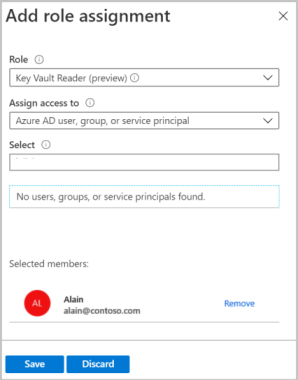 Add role assignment
Role
Key Vault Reader (preview)
Assign access to
Azure AD user, group, or service principal
Select
No users, groups, or service principals found.
Selected members:
AL
Alain
alain@contoso.com
Remove
Save
Discard